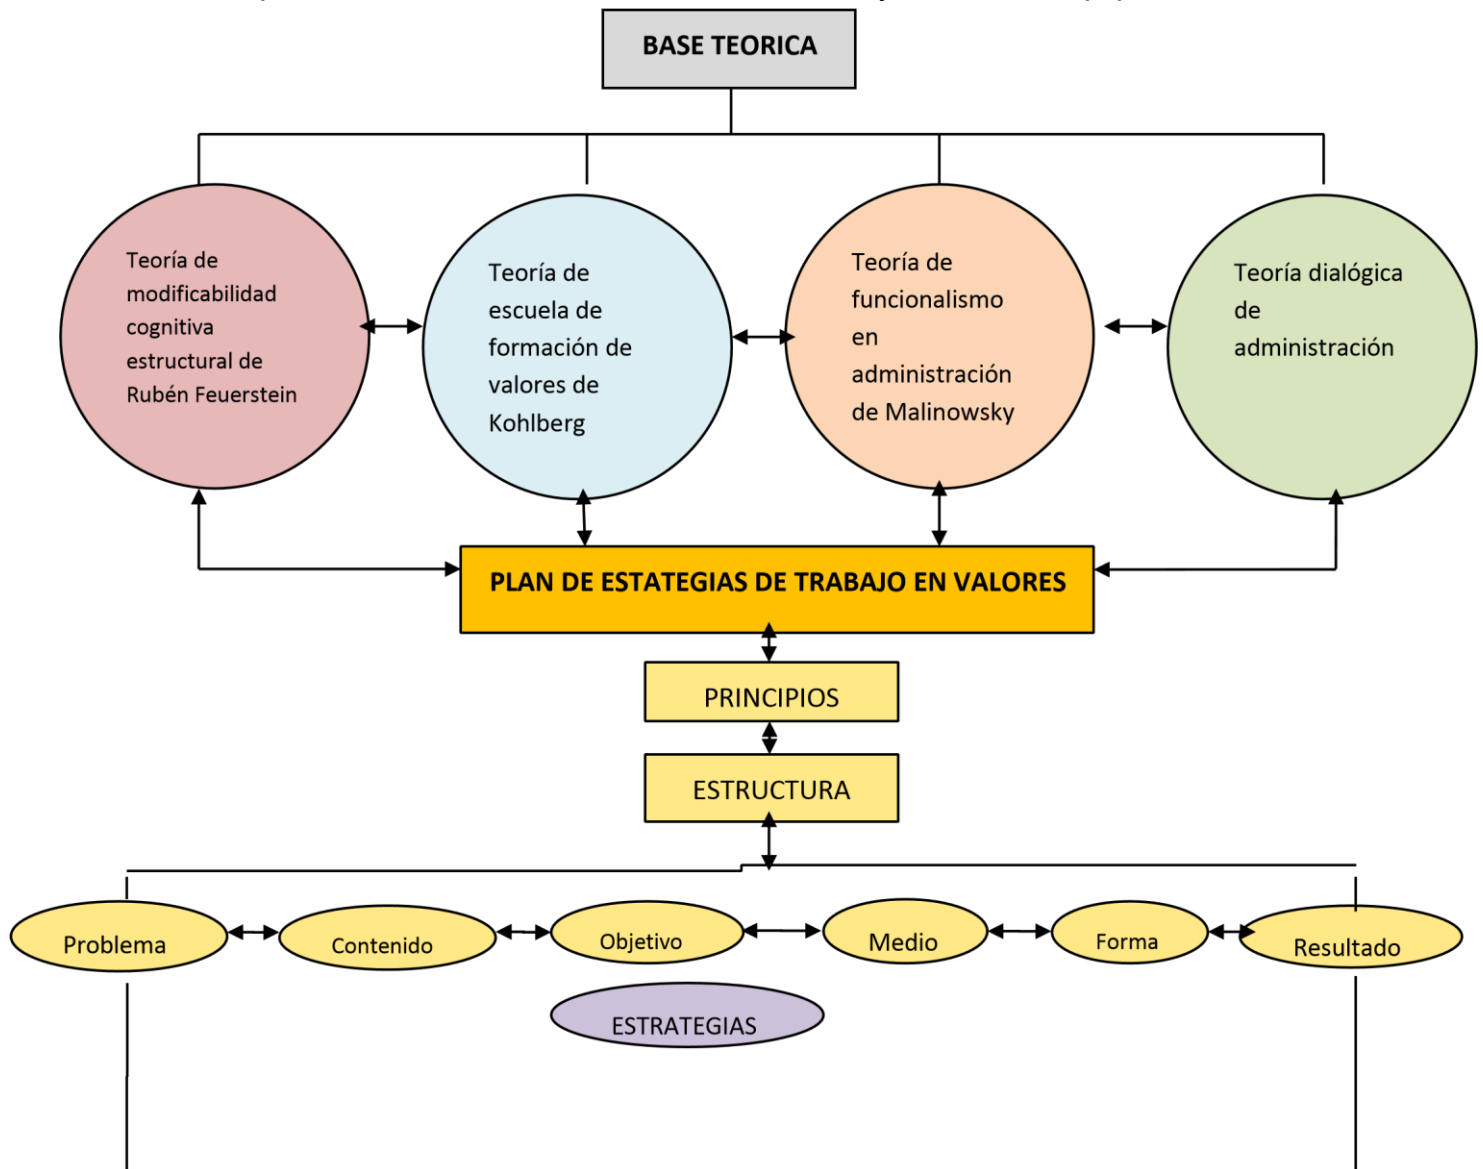 BASE TEORICA
Teoría de
modificabilidad
cognitiva
estructural de
Rubén Feuerstein
Teoría de
escuela de
formación de
valores de
Kohlberg
Teoría de
funcionalismo
en
administración
de Malinowsky
Teoría dialógica
de
administración
PLAN DE ESTATEGIAS DE TRABAJO EN VALORES
PRINCIPIOS
ESTRUCTURA
Problema
Contenido
Objetivo
Medio
Forma
Resultado
ESTRATEGIAS